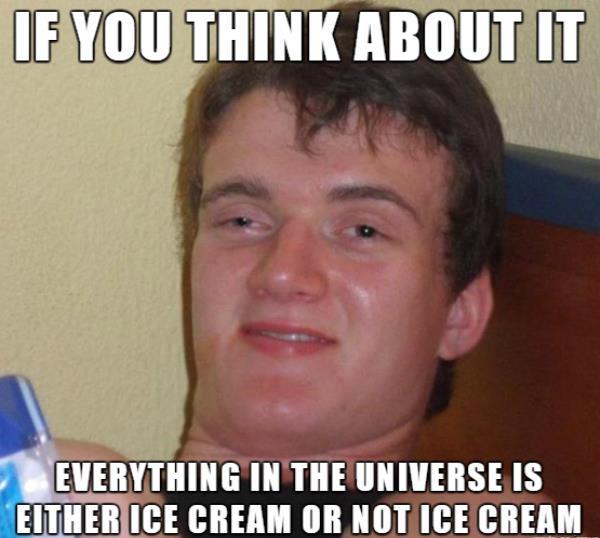 IF YOU THINK ABOUT IT
EVERYTHING IN THE UNIVERSE IS
EITHER ICE CREAM OR NOT ICE CREAM